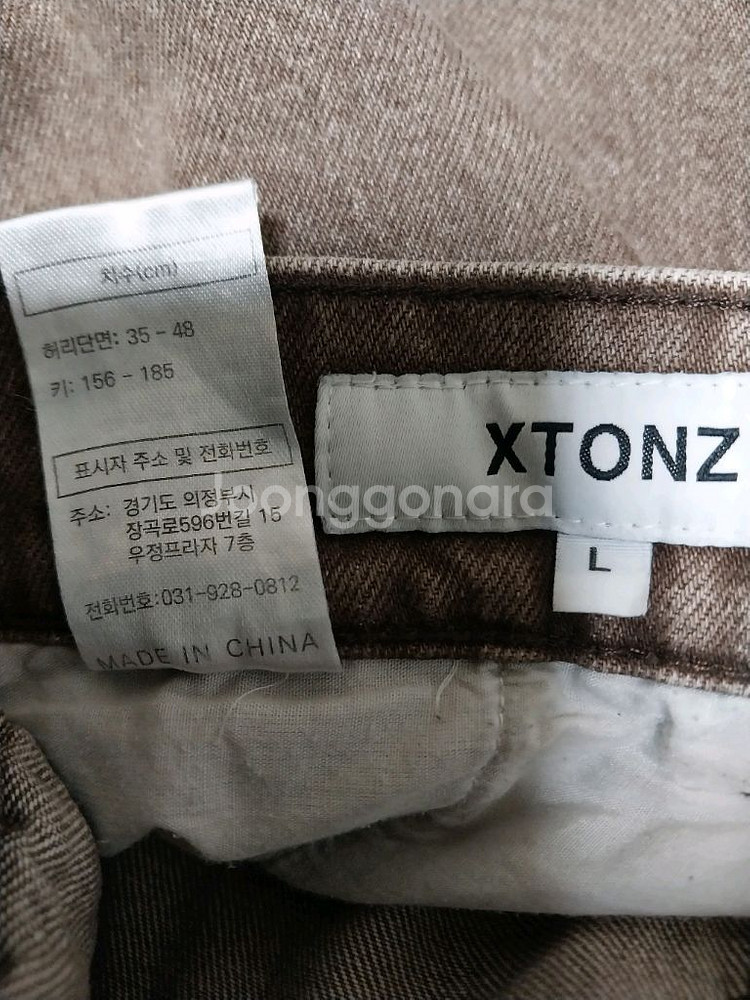 치수(cm)
허리단면: 35 - 48
키: 156 - 185
표시자 주소 및 전화번호
주소: 경기도 의정부시
장곡로596번길 15
우정프라자 7층
전화번호:031-928-0812
MADE IN CHINA
XTONZ
L
Joonggonara